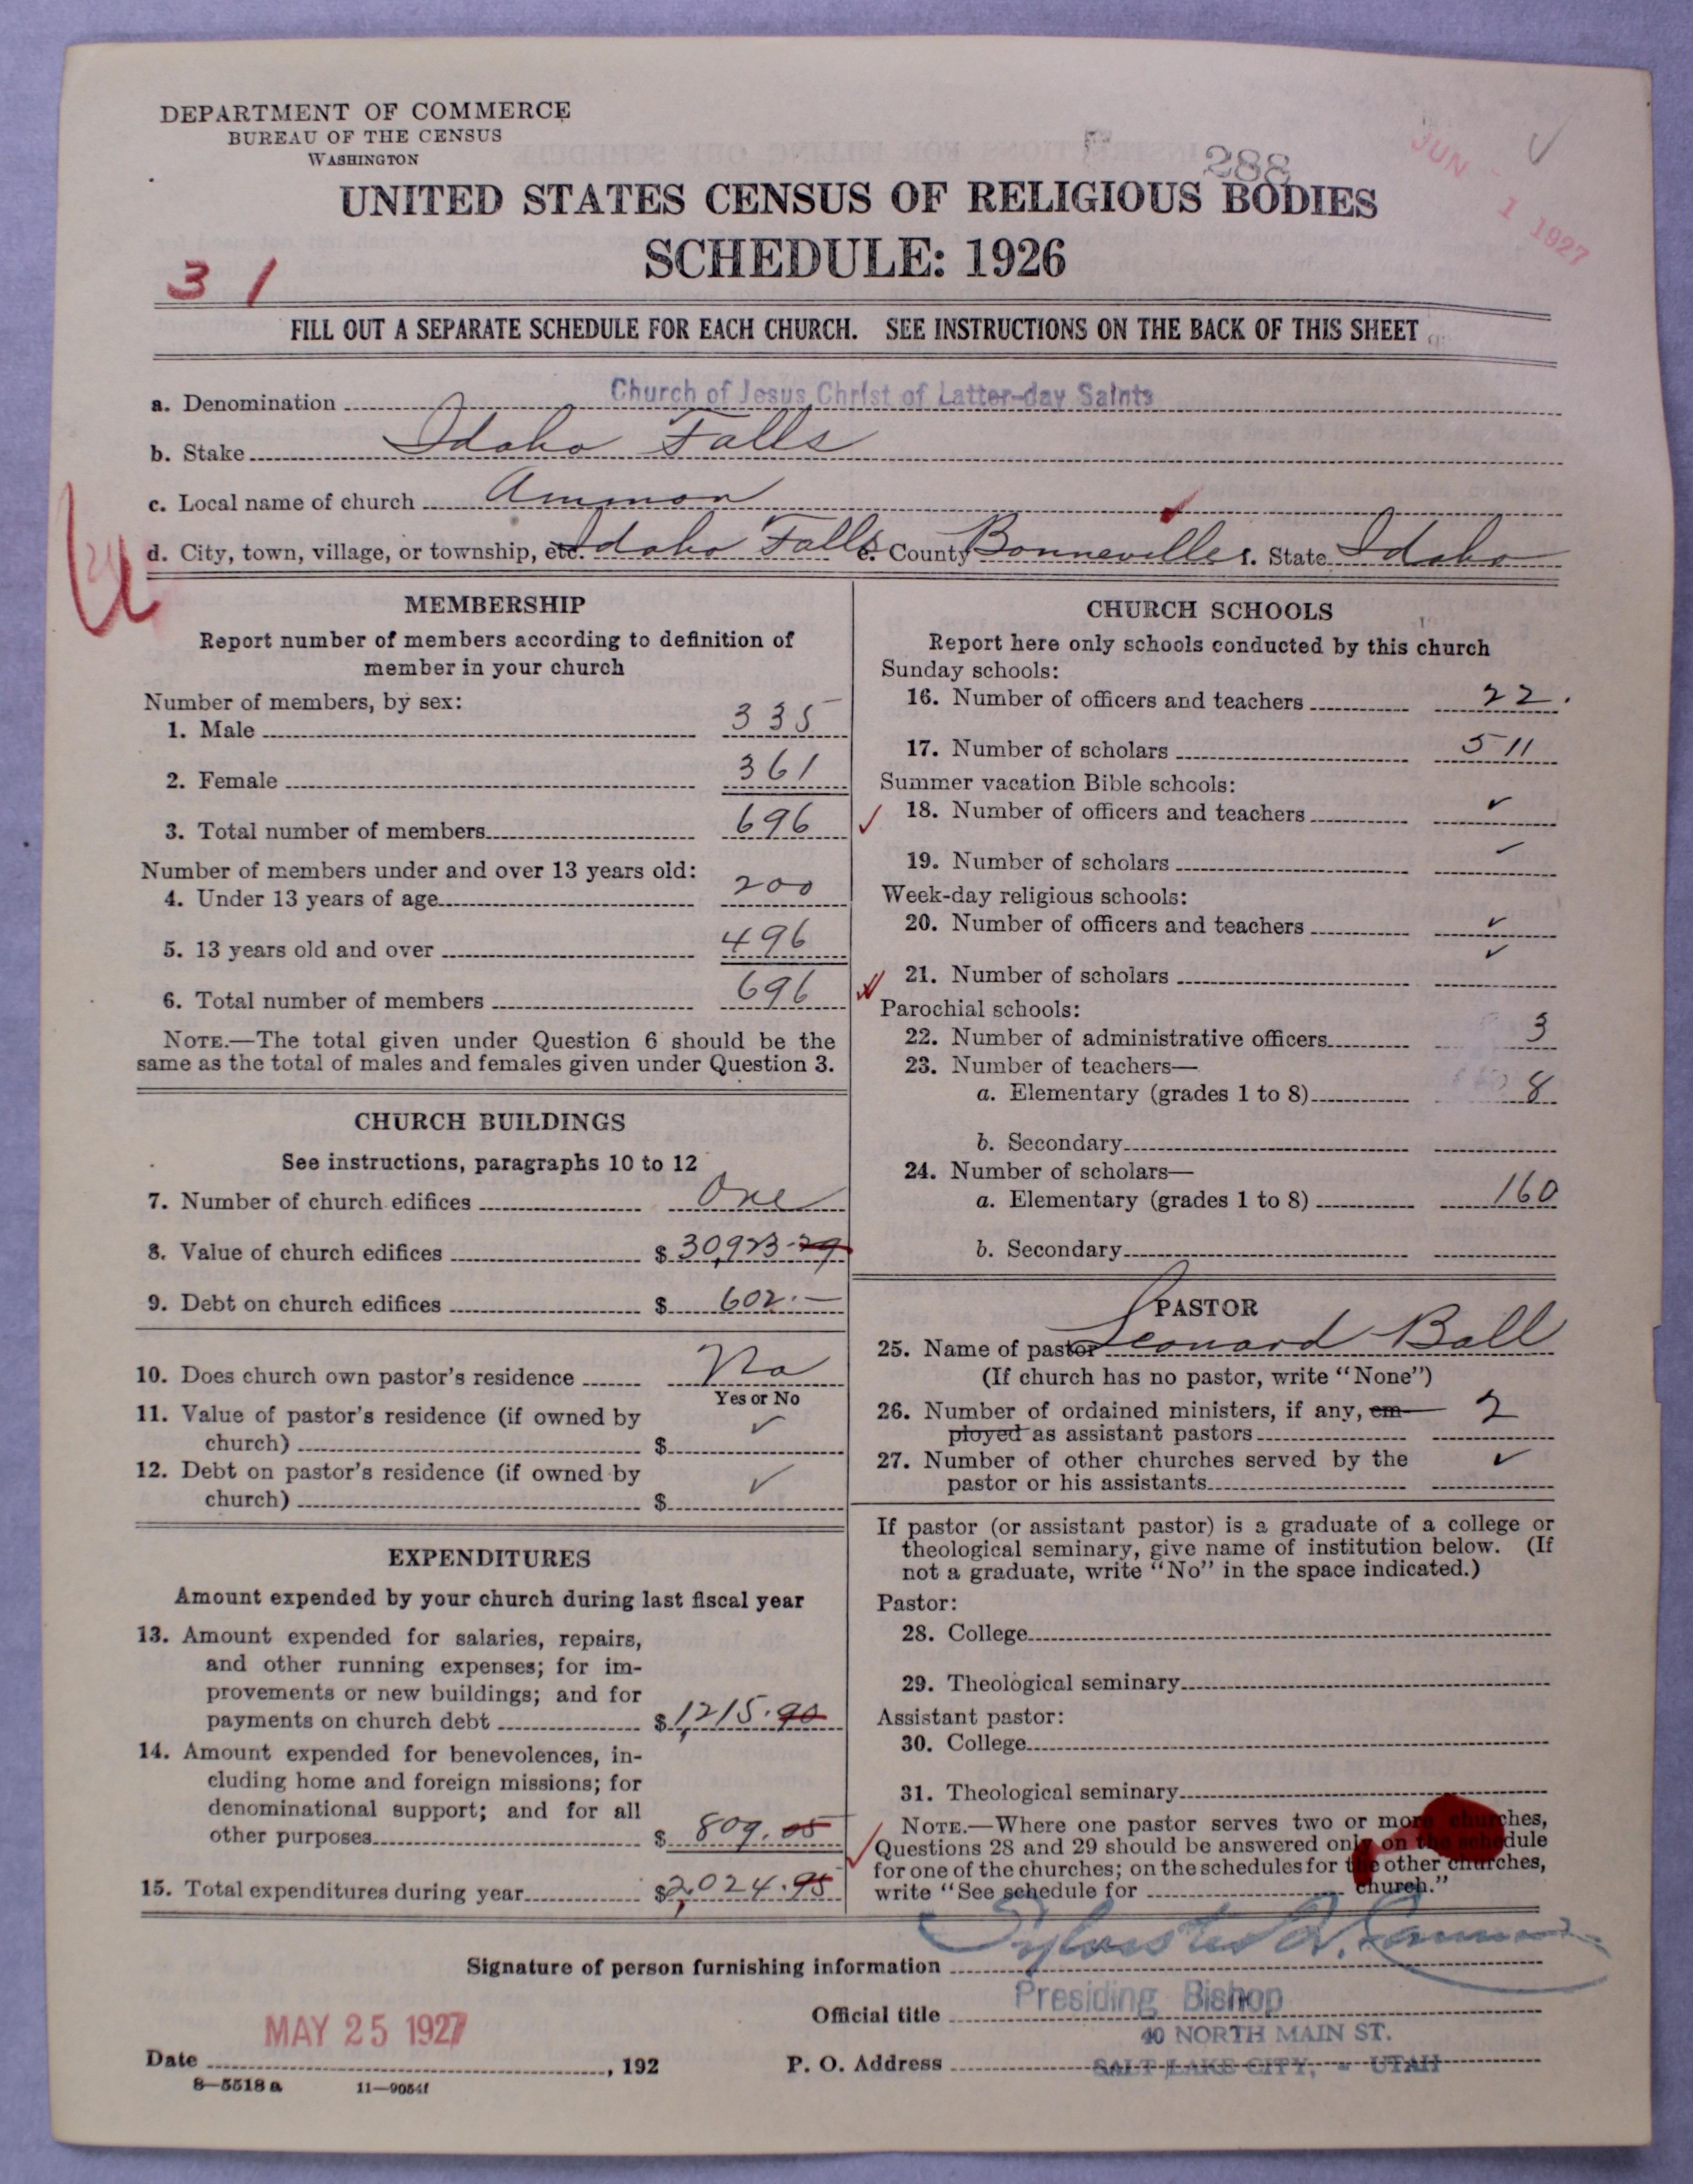 DEPARTMENT OF COMMERCE
BUREAU OF THE CENSUS
WASHINGTON
288
JUN 1 1927
UNITED STATES CENSUS OF RELIGIOUS BODIES
SCHEDULE: 1926
31
FILL OUT A SEPARATE SCHEDULE FOR EACH CHURCH. SEE INSTRUCTIONS ON THE BACK OF THIS SHEET
a. Denomination Church of Jesus Christ of Latter-day Saints
b. Stake Idaho Falls
c. Local name of church Ammon
d. City, town, village, or township, etc. Idaho Falls e. County Bonneville f. State Idaho
MEMBERSHIP
Report number of members according to definition of
member in your church
Number of members, by sex:
1. Male 335
2. Female 361
3. Total number of members 696
Number of members under and over 13 years old:
4. Under 13 years of age 200
5. 13 years old and over 496
6. Total number of members 696
NOTE.—The total given under Question 6 should be the
same as the total of males and females given under Question 3.
CHURCH BUILDINGS
See instructions, paragraphs 10 to 12
7. Number of church edifices One
8. Value of church edifices $ 30,923.29
9. Debt on church edifices $ 602.—
10. Does church own pastor's residence No
Yes or No
11. Value of pastor's residence (if owned by
church) $ ✓
12. Debt on pastor's residence (if owned by
church) $ ✓
EXPENDITURES
Amount expended by your church during last fiscal year
13. Amount expended for salaries, repairs,
and other running expenses; for im-
provements or new buildings; and for
payments on church debt $ 1,215.90
14. Amount expended for benevolences, in-
cluding home and foreign missions; for
denominational support; and for all
other purposes $ 809.05
15. Total expenditures during year $ 2,024.95
CHURCH SCHOOLS
Report here only schools conducted by this church
Sunday schools:
16. Number of officers and teachers 22.
17. Number of scholars 511
Summer vacation Bible schools:
18. Number of officers and teachers ✓
19. Number of scholars ✓
Week-day religious schools:
20. Number of officers and teachers ✓
21. Number of scholars ✓
Parochial schools:
22. Number of administrative officers 3
23. Number of teachers—
a. Elementary (grades 1 to 8) 8
b. Secondary
24. Number of scholars—
a. Elementary (grades 1 to 8) 160
b. Secondary
PASTOR
25. Name of pastor Leonard Ball
(If church has no pastor, write "None")
26. Number of ordained ministers, if any, em-
ployed as assistant pastors 2
27. Number of other churches served by the
pastor or his assistants ✓
If pastor (or assistant pastor) is a graduate of a college or
theological seminary, give name of institution below. (If
not a graduate, write "No" in the space indicated.)
Pastor:
28. College
29. Theological seminary
Assistant pastor:
30. College
31. Theological seminary
NOTE.—Where one pastor serves two or more churches,
Questions 28 and 29 should be answered only on the schedule
for one of the churches; on the schedules for the other churches,
write "See schedule for church."
Signature of person furnishing information Sylvester Q. Cannon
Official title Presiding Bishop
Date MAY 25 1927, 192
P. O. Address 40 NORTH MAIN ST.
SALT LAKE CITY, - UTAH
8—5518 a 11—9054f